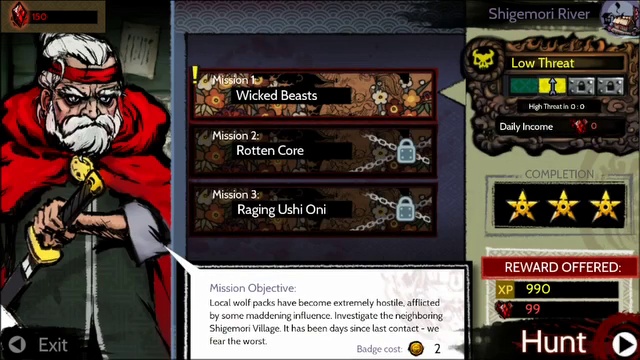 150
Shigemori River
Mission 1:
Wicked Beasts
Mission 2:
Rotten Core
Mission 3:
Raging Ushi Oni
Low Threat
High Threat in 0 : 0
Daily Income 0
COMPLETION
REWARD OFFERED:
XP 990
99
Mission Objective:
Local wolf packs have become extremely hostile, afflicted
by some maddening influence. Investigate the neighboring
Shigemori Village. It has been days since last contact - we
fear the worst.
Badge cost: 2
Exit
Hunt